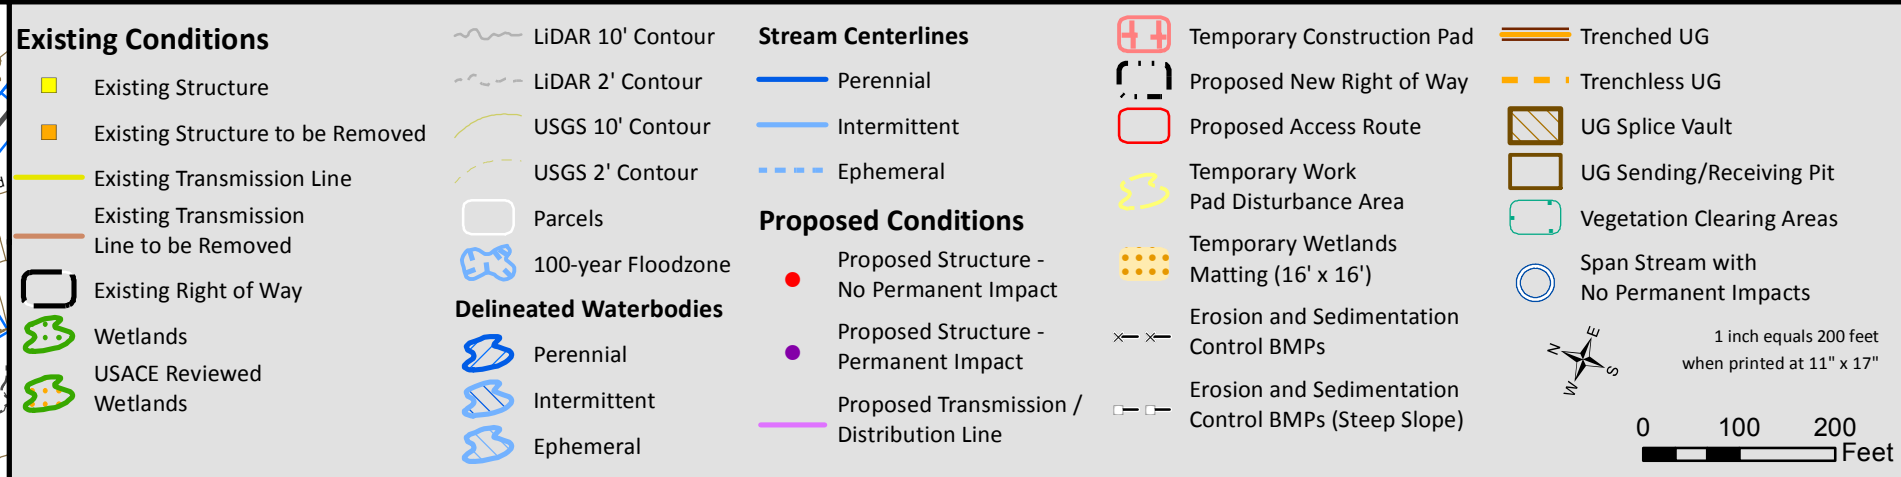 Existing Conditions
Existing Structure
Existing Structure to be Removed
Existing Transmission Line
Existing Transmission
Line to be Removed
Existing Right of Way
Wetlands
USACE Reviewed
Wetlands
LiDAR 10' Contour
LiDAR 2' Contour
USGS 10' Contour
USGS 2' Contour
Parcels
100-year Floodzone
Delineated Waterbodies
Perennial
Intermittent
Ephemeral
Stream Centerlines
Perennial
Intermittent
Ephemeral
Proposed Conditions
Proposed Structure -
No Permanent Impact
Proposed Structure -
Permanent Impact
Proposed Transmission /
Distribution Line
Temporary Construction Pad
Proposed New Right of Way
Proposed Access Route
Temporary Work
Pad Disturbance Area
Temporary Wetlands
Matting (16' x 16')
Erosion and Sedimentation
Control BMPs
Erosion and Sedimentation
Control BMPs (Steep Slope)
Trenched UG
Trenchless UG
UG Splice Vault
UG Sending/Receiving Pit
Vegetation Clearing Areas
Span Stream with
No Permanent Impacts
N E
W S
1 inch equals 200 feet
when printed at 11" x 17"
0 100 200
Feet